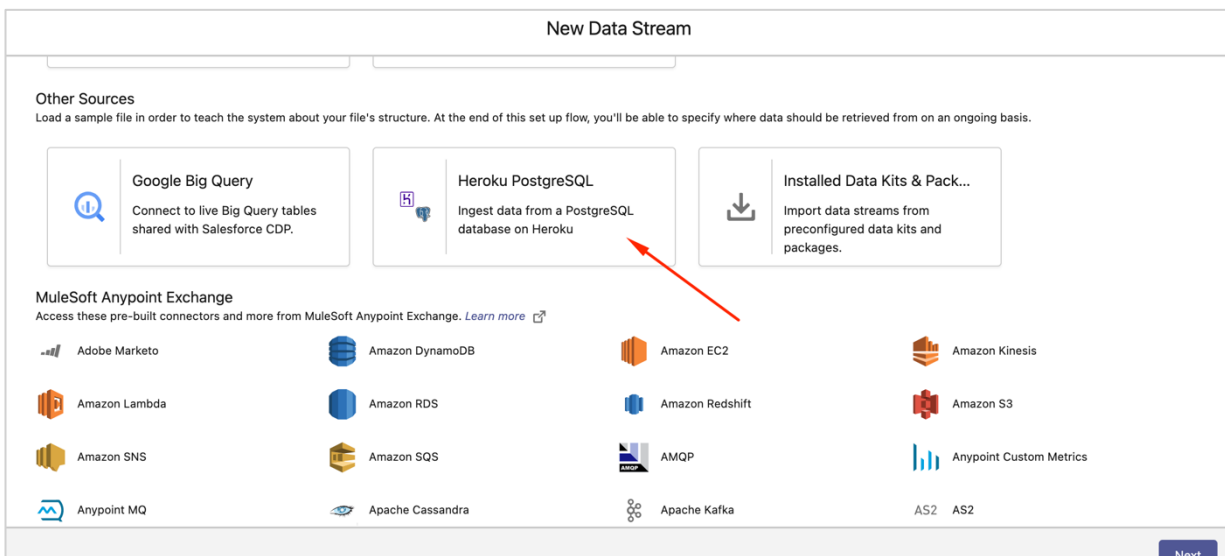 New Data Stream
Other Sources
Load a sample file in order to teach the system about your file's structure. At the end of this set up flow, you'll be able to specify where data should be retrieved from on an ongoing basis.
Google Big Query
Connect to live Big Query tables
shared with Salesforce CDP.
Heroku PostgreSQL
Ingest data from a PostgreSQL
database on Heroku
Installed Data Kits & Pack...
Import data streams from
preconfigured data kits and
packages.
MuleSoft Anypoint Exchange
Access these pre-built connectors and more from MuleSoft Anypoint Exchange. Learn more
Adobe Marketo
Amazon DynamoDB
Amazon EC2
Amazon Kinesis
Amazon Lambda
Amazon RDS
Amazon Redshift
Amazon S3
Amazon SNS
Amazon SQS
AMQP
AMQP
Anypoint Custom Metrics
Anypoint MQ
Apache Cassandra
Apache Kafka
AS2 AS2
Next